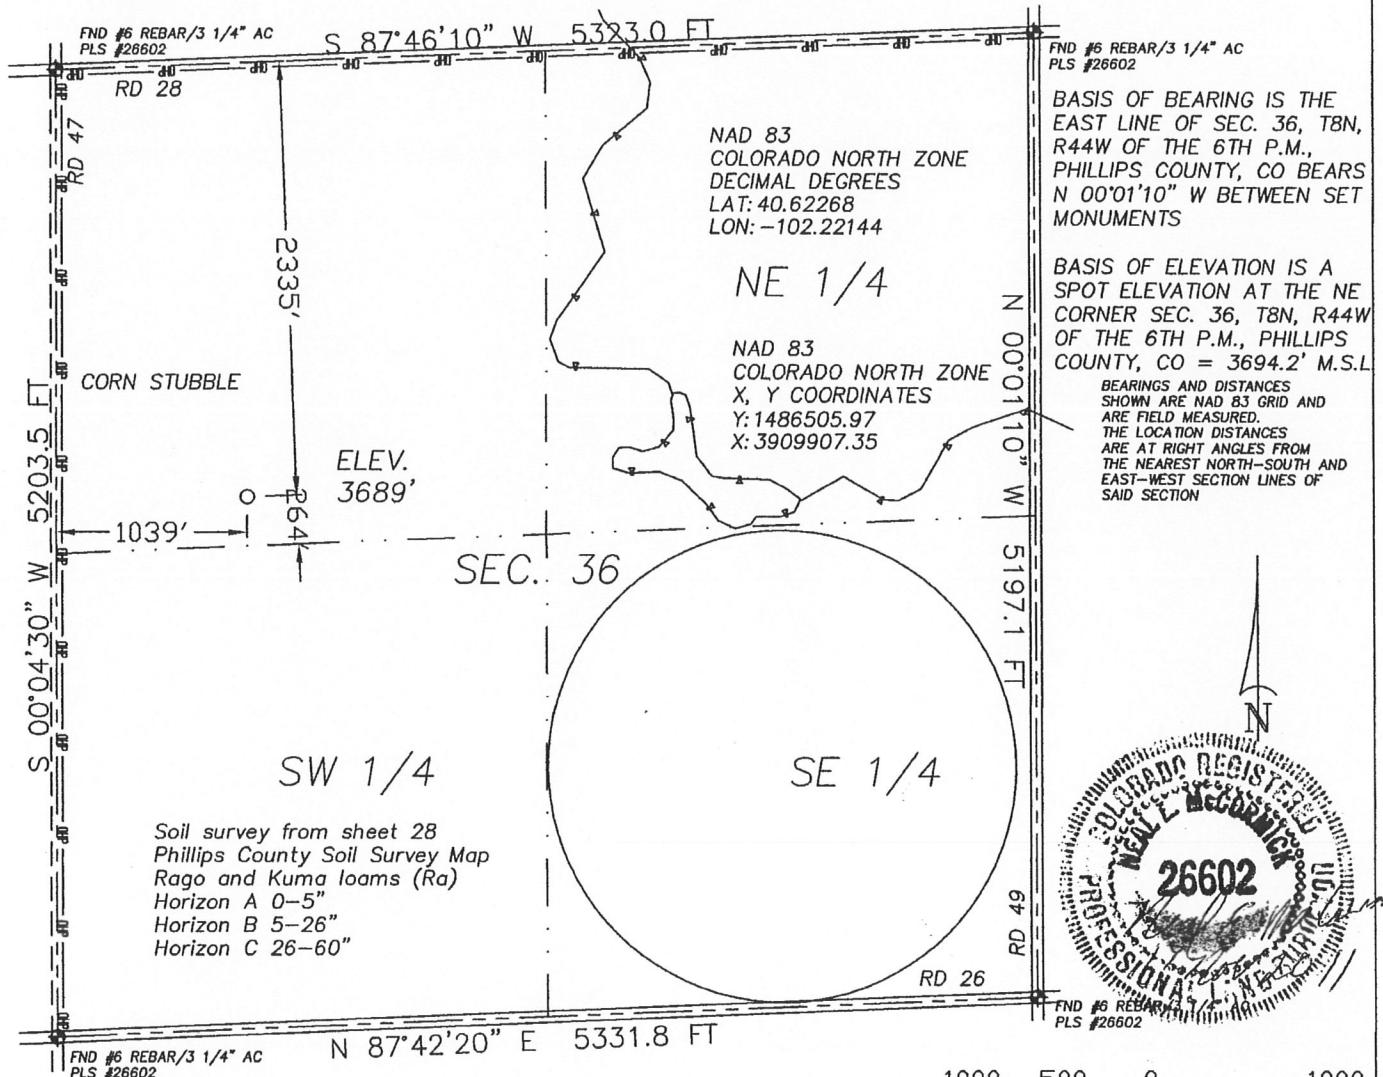 FND #6 REBAR/3 1/4" AC
PLS #26602
S 87°46'10" W 5323.0 FT
FND #6 REBAR/3 1/4" AC
PLS #26602
RD 28
RD 47
2335'
NAD 83
COLORADO NORTH ZONE
DECIMAL DEGREES
LAT: 40.62268
LON: -102.22144
NE 1/4
NAD 83
COLORADO NORTH ZONE
X, Y COORDINATES
Y: 1486505.97
X: 3909907.35
BASIS OF BEARING IS THE
EAST LINE OF SEC. 36, T8N,
R44W OF THE 6TH P.M.,
PHILLIPS COUNTY, CO BEARS
N 00°01'10" W BETWEEN SET
MONUMENTS
BASIS OF ELEVATION IS A
SPOT ELEVATION AT THE NE
CORNER SEC. 36, T8N, R44W
OF THE 6TH P.M., PHILLIPS
COUNTY, CO = 3694.2' M.S.L
BEARINGS AND DISTANCES
SHOWN ARE NAD 83 GRID AND
ARE FIELD MEASURED.
THE LOCATION DISTANCES
ARE AT RIGHT ANGLES FROM
THE NEAREST NORTH-SOUTH AND
EAST-WEST SECTION LINES OF
SAID SECTION
CORN STUBBLE
ELEV.
3689'
264'
1039'
SEC. 36
S 00°04'30" W 5203.5 FT
N 00°01'10" W 5197.1 FT
SW 1/4
SE 1/4
Soil survey from sheet 28
Phillips County Soil Survey Map
Rago and Kuma loams (Ra)
Horizon A 0-5"
Horizon B 5-26"
Horizon C 26-60"
RD 49
RD 26
N
COLORADO REGISTERED
NEAL E. McCORMICK
26602
PROFESSIONAL LAND
FND #6 REBAR/3 1/4" AC
PLS #26602
N 87°42'20" E 5331.8 FT
FND #6 REBAR/3 1/4" AC
PLS #26602
1000 500 0 1000